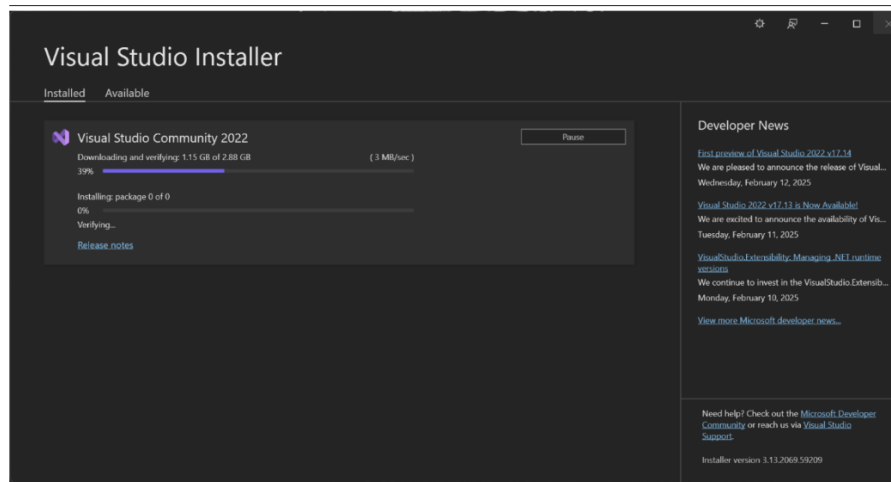 Visual Studio Installer
Installed
Available
Visual Studio Community 2022
Pause
Downloading and verifying: 1.15 GB of 2.88 GB
( 3 MB/sec )
39%
Installing: package 0 of 0
0%
Verifying...
Release notes
Developer News
First preview of Visual Studio 2022 v17.14
We are pleased to announce the release of Visual...
Wednesday, February 12, 2025
Visual Studio 2022 v17.13 is Now Available!
We are excited to announce the availability of Vis...
Tuesday, February 11, 2025
VisualStudio.Extensibility: Managing .NET runtime
versions
We continue to invest in the VisualStudio.Extensib...
Monday, February 10, 2025
View more Microsoft developer news...
Need help? Check out the Microsoft Developer
Community or reach us via Visual Studio
Support.
Installer version 3.13.2069.59209